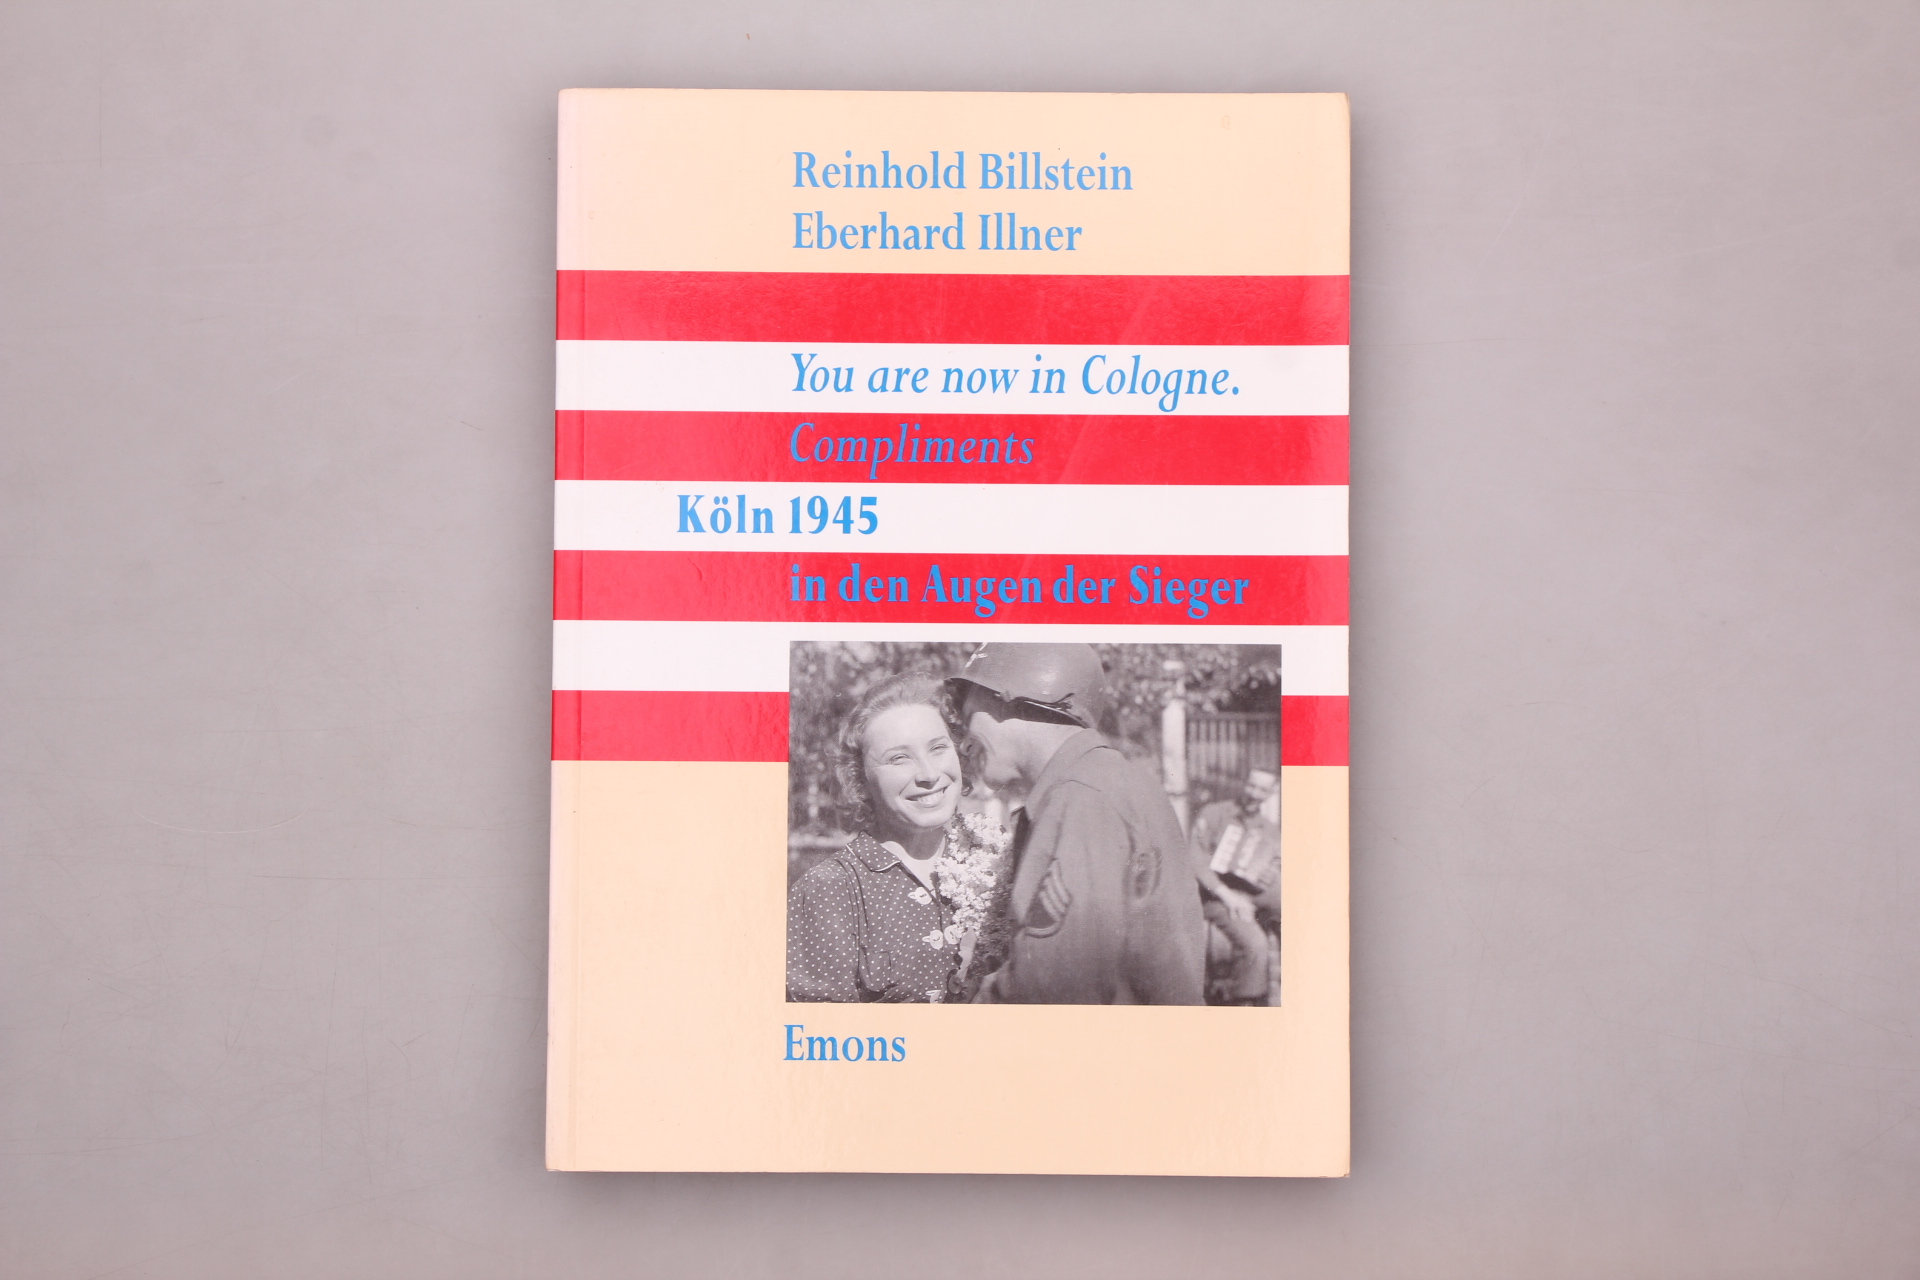 Reinhold Billstein
Eberhard Illner
You are now in Cologne.
Compliments
Köln 1945
in den Augen der Sieger
Emons